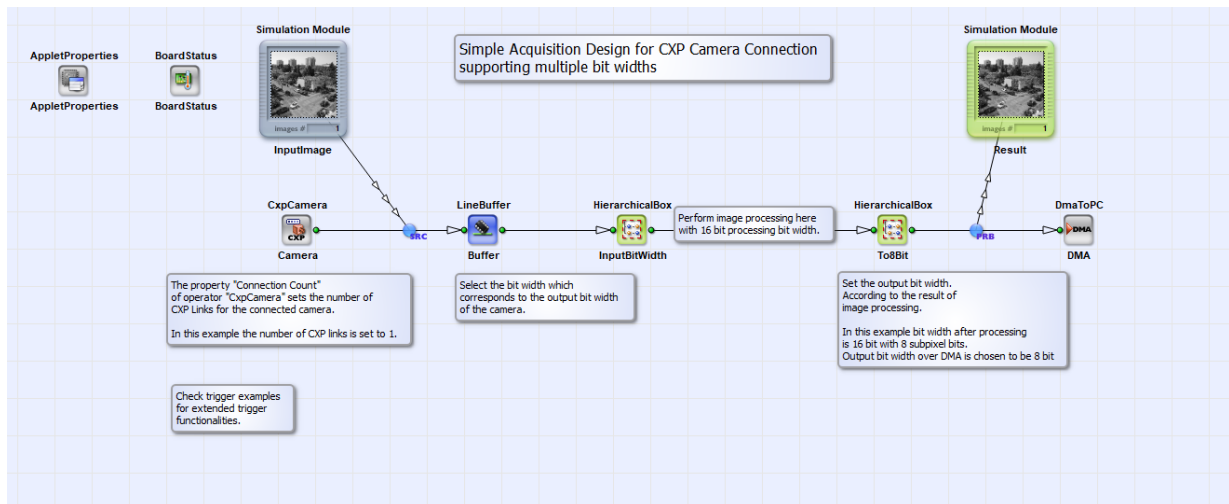 Simulation Module
Images #
1
InputImage
AppletProperties
AppletProperties
BoardStatus
BoardStatus
Simple Acquisition Design for CXP Camera Connection
supporting multiple bit widths
Simulation Module
Images #
1
Result
CxpCamera
CXP
Camera
SRC
LineBuffer
Buffer
HierarchicalBox
InputBitWidth
Perform image processing here
with 16 bit processing bit width.
HierarchicalBox
To8Bit
PRB
DmaToPC
DMA
DMA
The property "Connection Count"
of operator "CxpCamera" sets the number of
CXP Links for the connected camera.
In this example the number of CXP links is set to 1.
Select the bit width which
corresponds to the output bit width
of the camera.
Set the output bit width.
According to the result of
image processing.
In this example bit width after processing
is 16 bit with 8 subpixel bits.
Output bit width over DMA is chosen to be 8 bit
Check trigger examples
for extended trigger
functionalities.